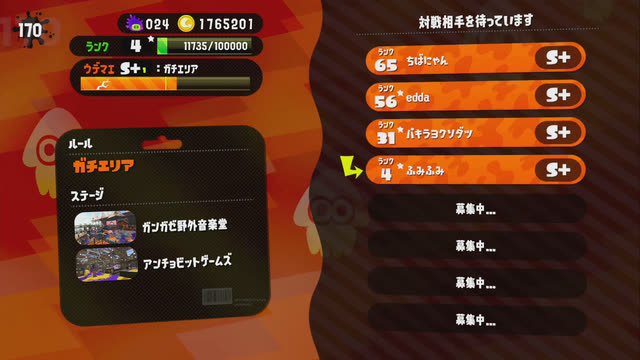 170
024
1765201
ランク 4 11735/100000
ウデマエ S+ 1 : ガチエリア
ルール
ガチエリア
ステージ
ガンガゼ野外音楽堂
アンチョビットゲームズ
対戦相手を待っています
ランク 65 ちばにゃん S+
ランク 56 edda S+
ランク 31 バキラヨクソダツ S+
ランク 4 ふみふみ S+
募集中...
募集中...
募集中...
募集中...